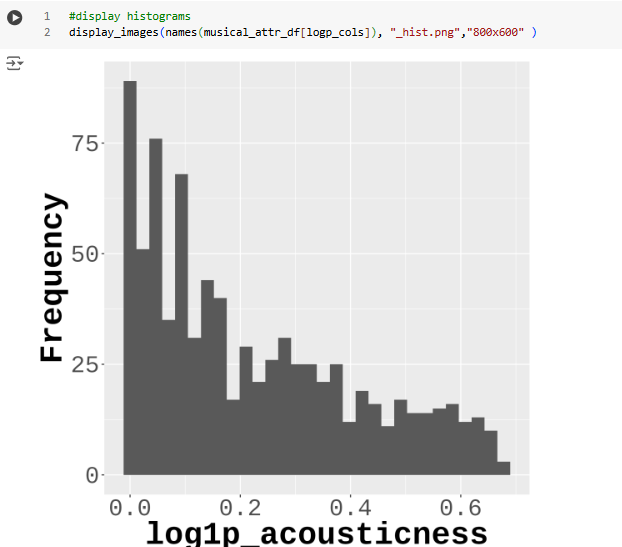 1 #display histograms
2 display_images(names(musical_attr_df[logp_cols]), "_hist.png","800x600" )
75
50
25
0
Frequency
0.0 0.2 0.4 0.6
log1p_acousticness